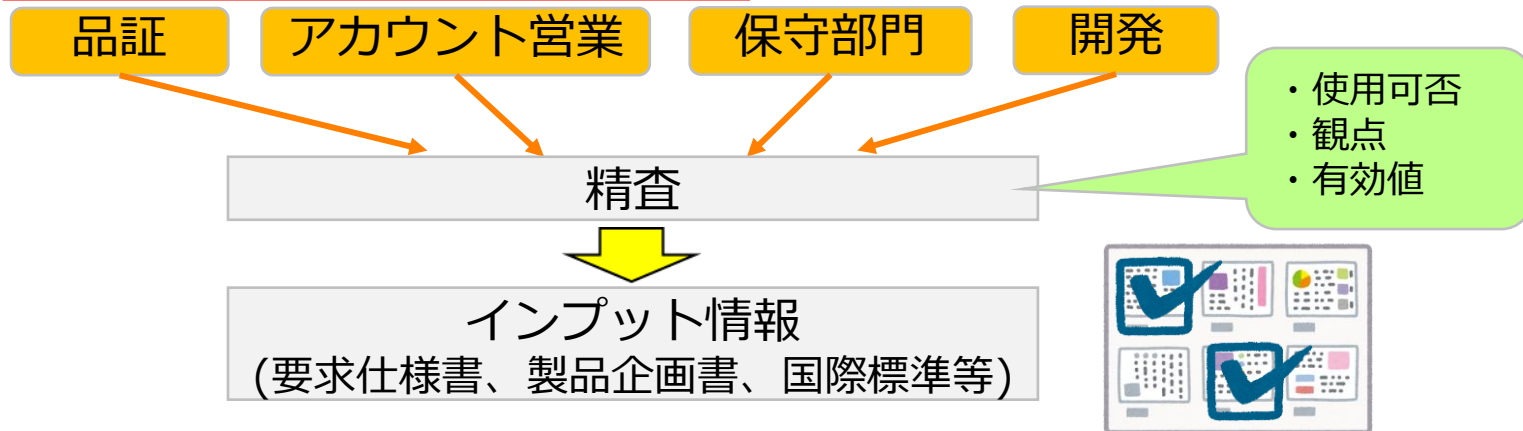 品証
アカウント営業
保守部門
開発
・使用可否
・観点
・有効値
精査
インプット情報
(要求仕様書、製品企画書、国際標準等)